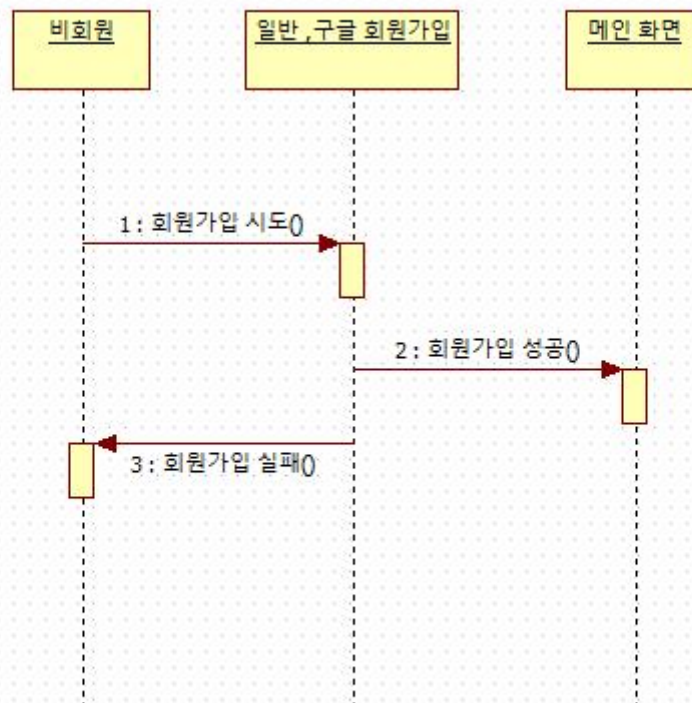 비회원
일반 ,구글 회원가입
메인 화면
1 : 회원가입 시도()
2 : 회원가입 성공()
3 : 회원가입 실패()